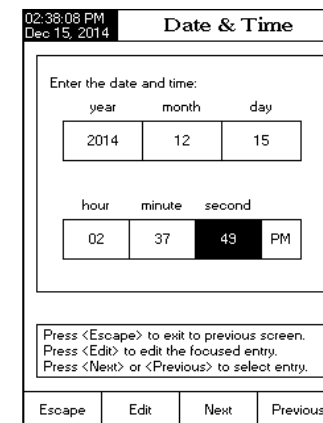 02:38:08 PM
Dec 15, 2014
Date & Time
Enter the date and time:
year month day
2014 12 15
hour minute second
02 37 49 PM
Press <Escape> to exit to previous screen.
Press <Edit> to edit the focused entry.
Press <Next> or <Previous> to select entry.
Escape Edit Next Previous